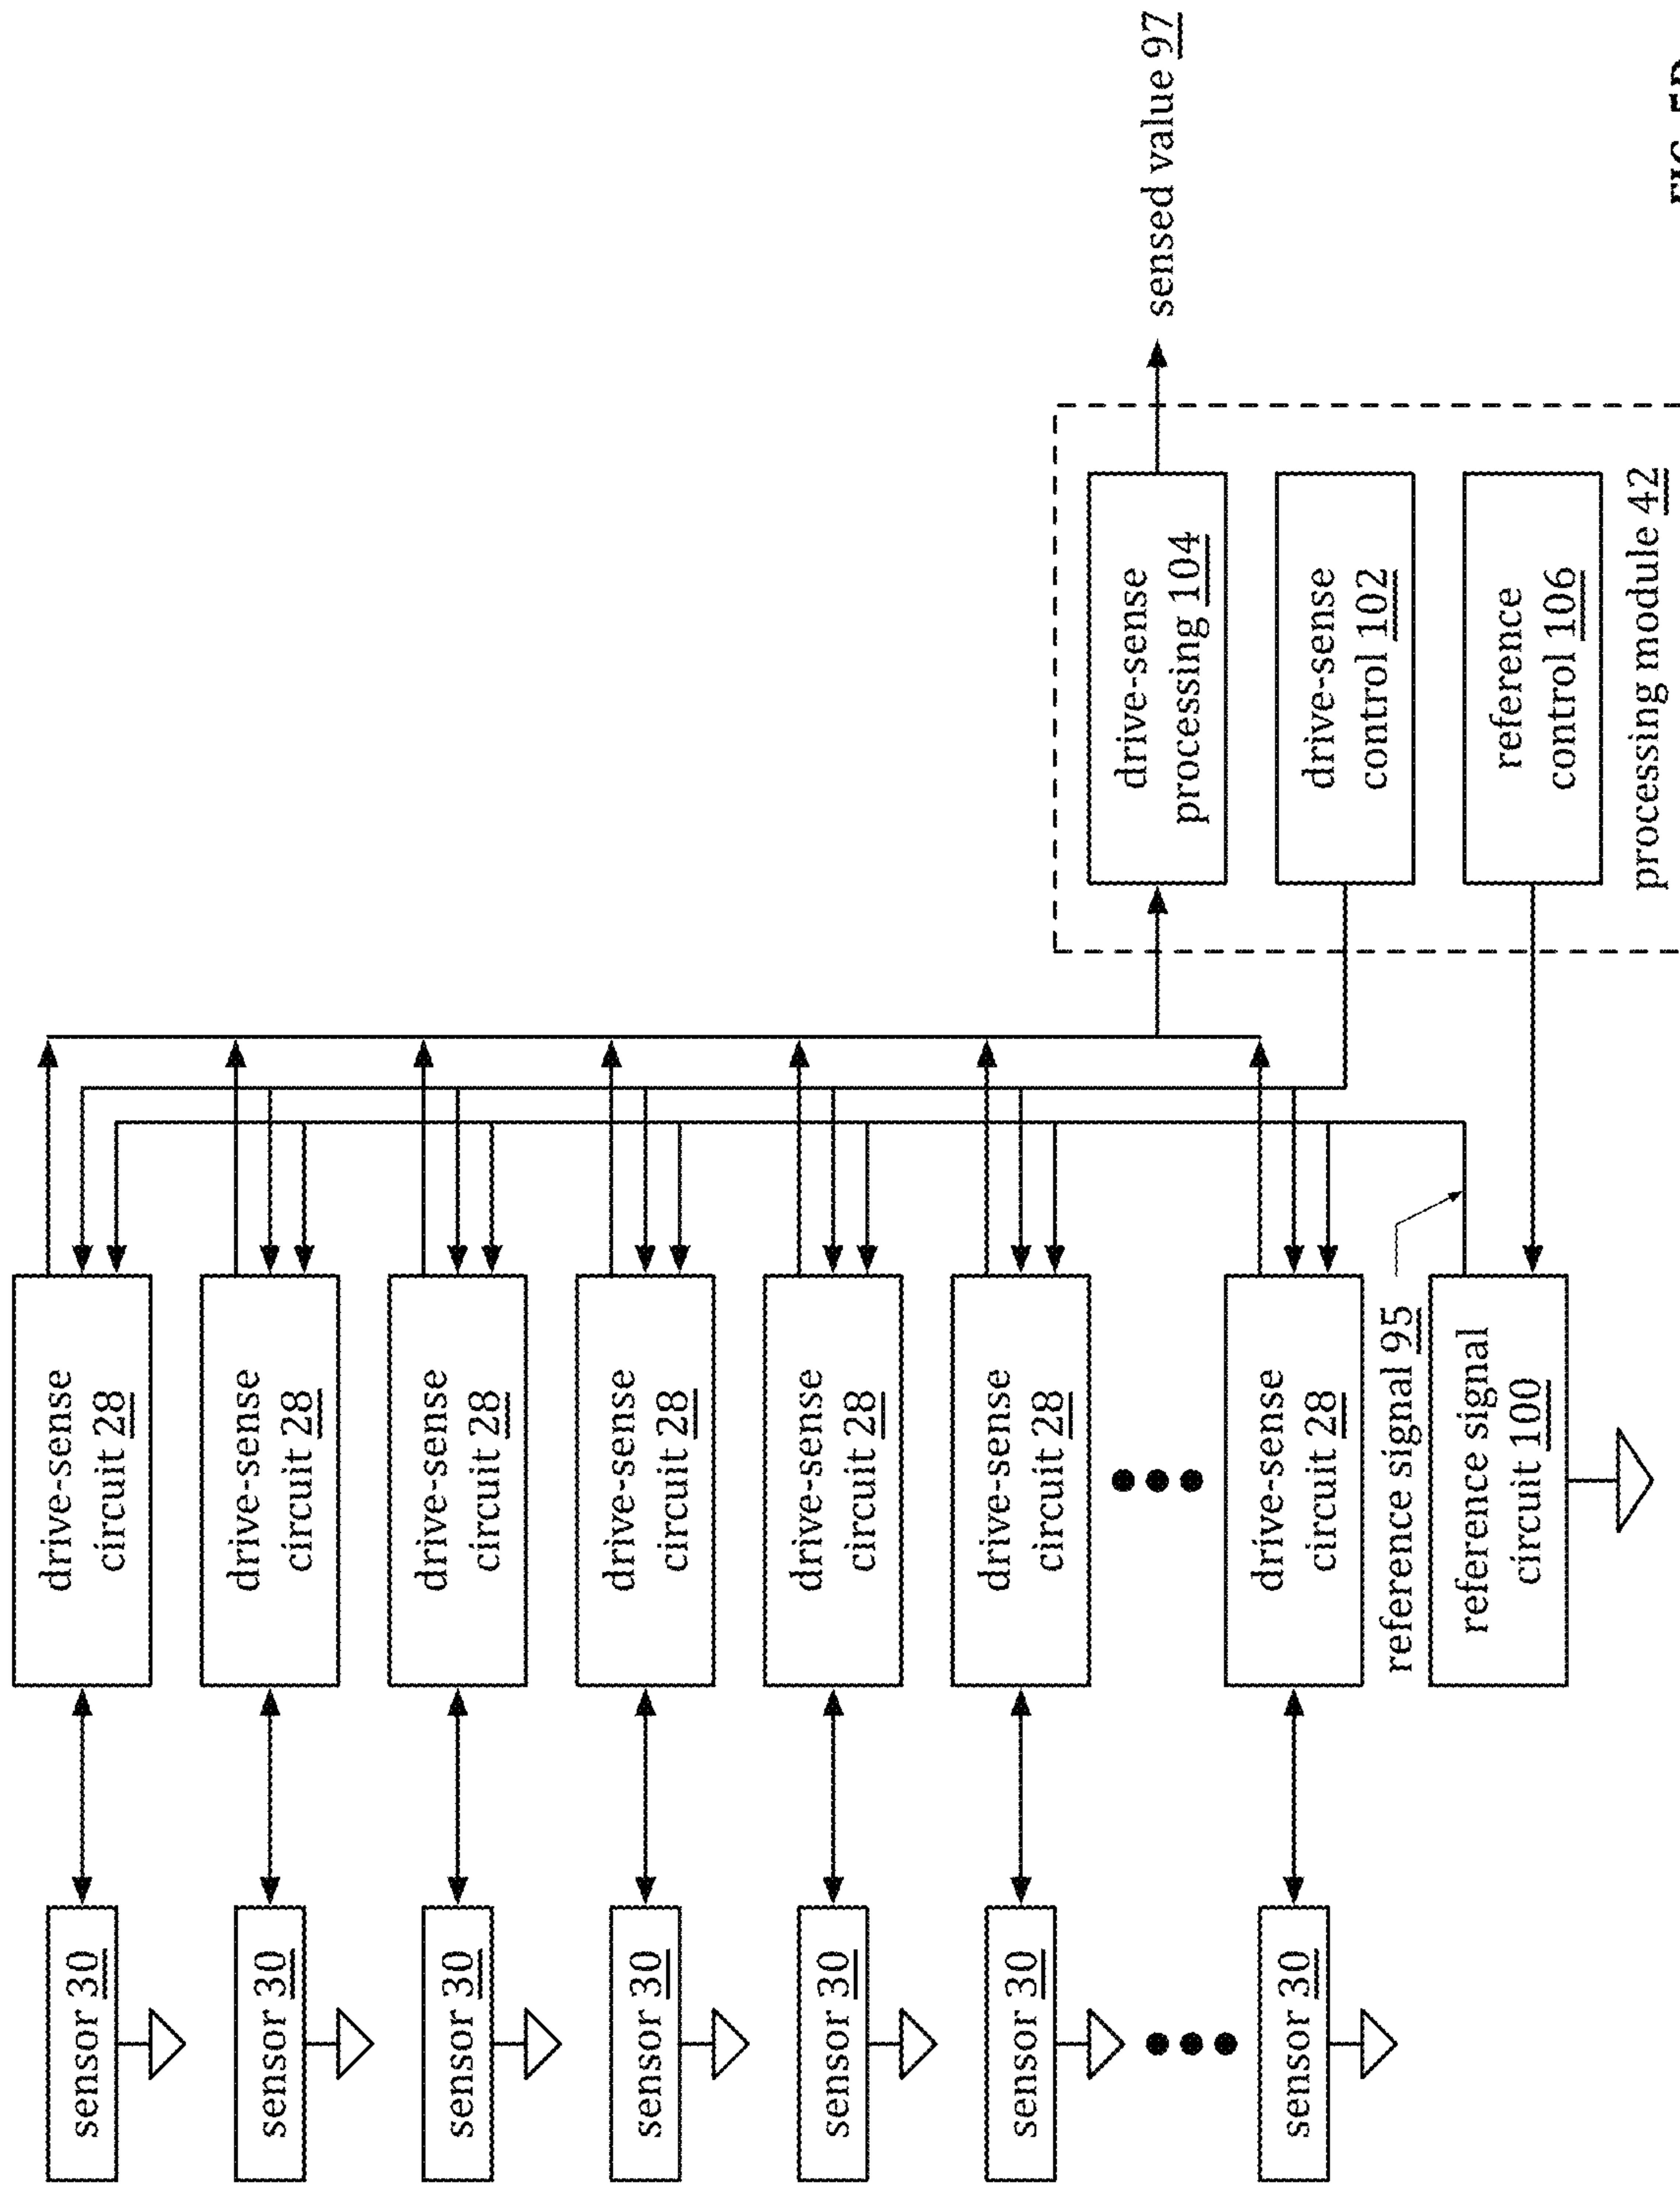 sensor 30
drive-sense
circuit 28
sensor 30
drive-sense
circuit 28
sensor 30
drive-sense
circuit 28
sensor 30
drive-sense
circuit 28
sensor 30
drive-sense
circuit 28
sensor 30
drive-sense
circuit 28
drive-sense
processing 104
sensed value 97
sensor 30
drive-sense
circuit 28
drive-sense
control 102
reference signal 95
reference signal
circuit 100
reference
control 106
processing module 42